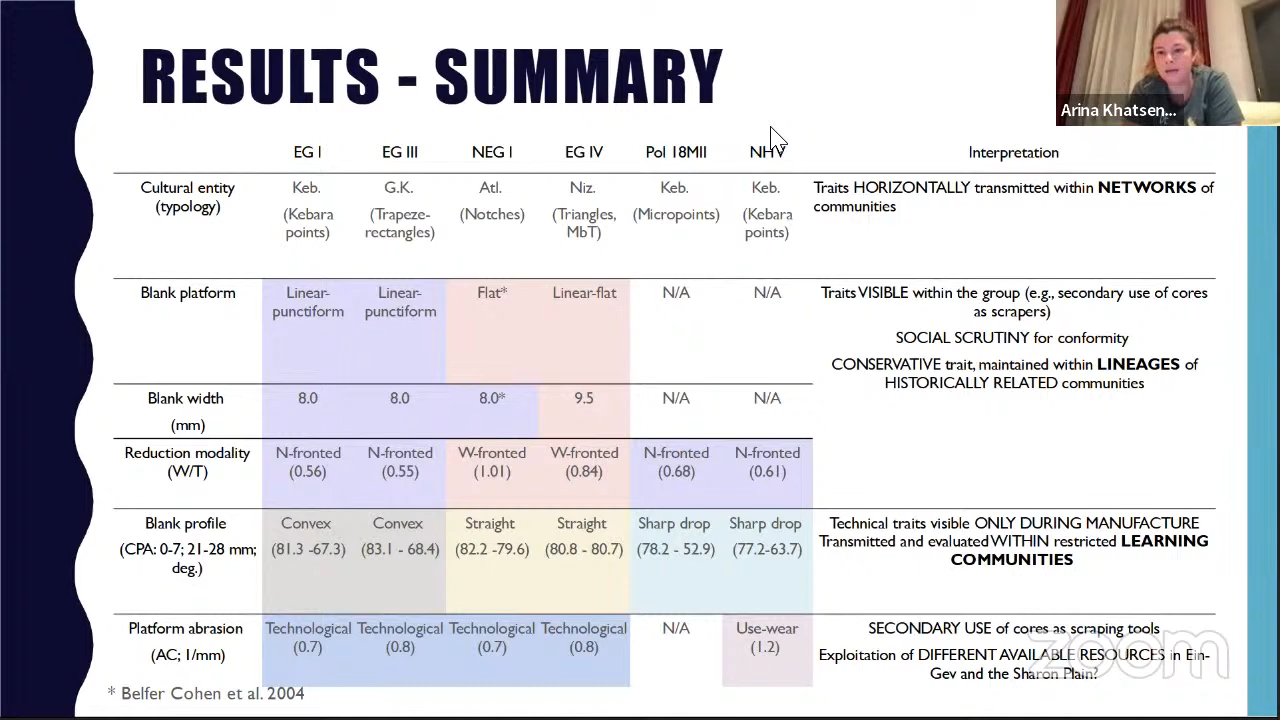 RESULTS - SUMMARY
Arina Khatsen...
EG I EG III NEG I EG IV Pol 18MII NHV Interpretation
Cultural entity (typology)
Keb. (Kebara points)
G.K. (Trapeze-rectangles)
Atl. (Notches)
Niz. (Triangles, MbT)
Keb. (Micropoints)
Keb. (Kebara points)
Traits HORIZONTALLY transmitted within NETWORKS of
communities
Blank platform
Linear-punctiform
Linear-punctiform
Flat*
Linear-flat
N/A
N/A
Traits VISIBLE within the group (e.g., secondary use of cores
as scrapers)
SOCIAL SCRUTINY for conformity
CONSERVATIVE trait, maintained within LINEAGES of
HISTORICALLY RELATED communities
Blank width (mm)
8.0 8.0 8.0* 9.5 N/A N/A
Reduction modality (W/T)
N-fronted (0.56)
N-fronted (0.55)
W-fronted (1.01)
W-fronted (0.84)
N-fronted (0.68)
N-fronted (0.61)
Blank profile
(CPA: 0-7; 21-28 mm; deg.)
Convex (81.3 -67.3)
Convex (83.1 - 68.4)
Straight (82.2 -79.6)
Straight (80.8 - 80.7)
Sharp drop (78.2 - 52.9)
Sharp drop (77.2-63.7)
Technical traits visible ONLY DURING MANUFACTURE
Transmitted and evaluated WITHIN restricted LEARNING
COMMUNITIES
Platform abrasion
(AC; 1/mm)
Technological (0.7)
Technological (0.8)
Technological (0.7)
Technological (0.8)
N/A
Use-wear (1.2)
SECONDARY USE of cores as scraping tools
Exploitation of DIFFERENT AVAILABLE RESOURCES in Ein-
Gev and the Sharon Plain?
* Belfer Cohen et al. 2004
zoom